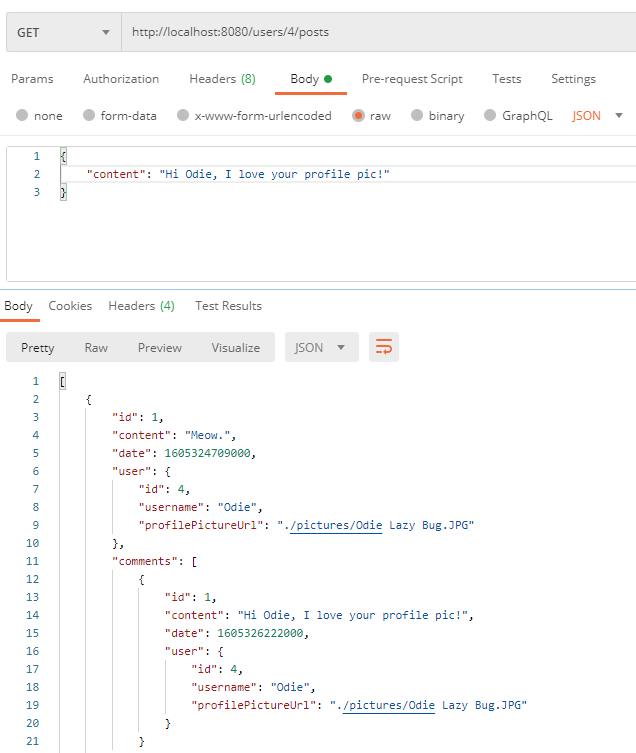 GET http://localhost:8080/users/4/posts
Params Authorization Headers (8) Body Pre-request Script Tests Settings
none form-data x-www-form-urlencoded raw binary GraphQL JSON
1 {
2 "content": "Hi Odie, I love your profile pic!"
3 }
Body Cookies Headers (4) Test Results
Pretty Raw Preview Visualize JSON
1 [
2 {
3 "id": 1,
4 "content": "Meow.",
5 "date": 1605324709000,
6 "user": {
7 "id": 4,
8 "username": "Odie",
9 "profilePictureUrl": "./pictures/Odie Lazy Bug.JPG"
10 },
11 "comments": [
12 {
13 "id": 1,
14 "content": "Hi Odie, I love your profile pic!",
15 "date": 1605326222000,
16 "user": {
17 "id": 4,
18 "username": "Odie",
19 "profilePictureUrl": "./pictures/Odie Lazy Bug.JPG"
20 }
21 }